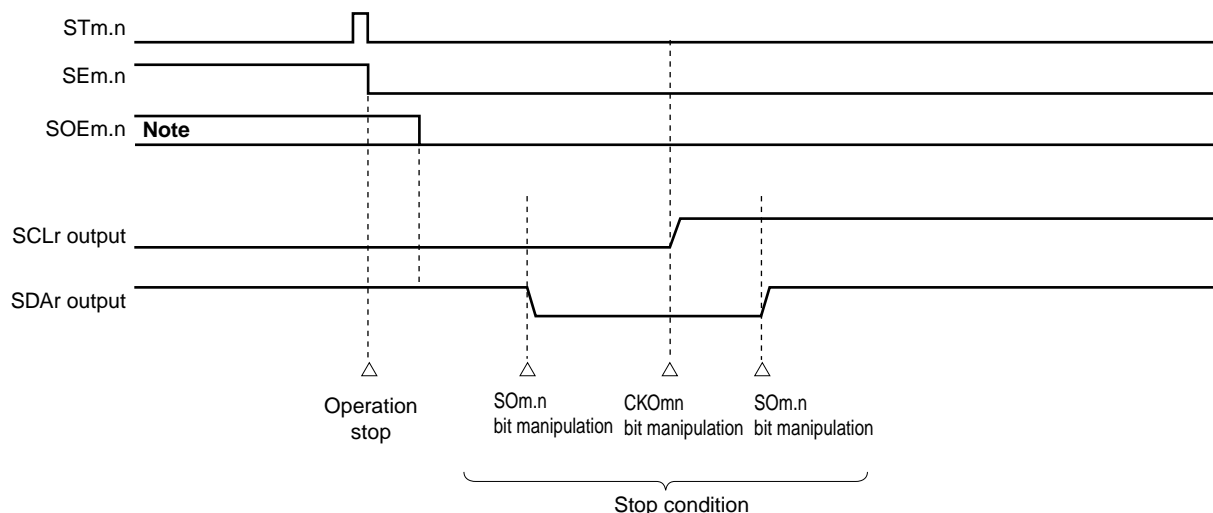 STm.n
SEm.n
SOEm.n Note
SCLr output
SDAr output
Operation
stop
SOm.n
bit manipulation
CKOmn
bit manipulation
SOm.n
bit manipulation
Stop condition